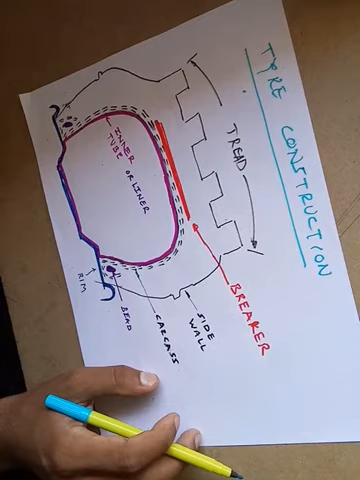 TYRE CONSTRUCTION
TREAD
BREAKER
INNER OR LINER
TUBE
SIDE
WALL
CARCASS
BEAD
RIM